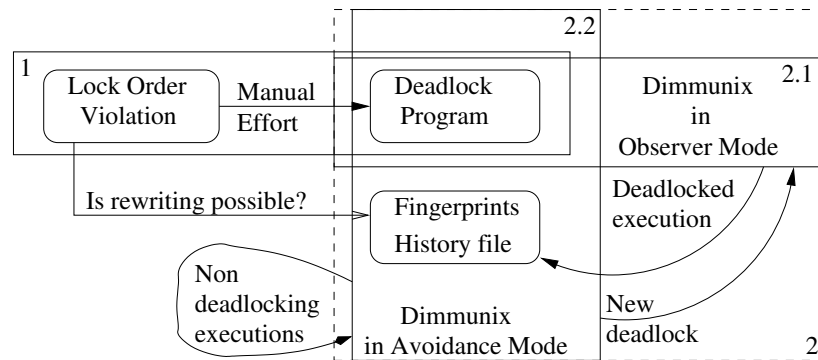 2.2
1
Lock Order
Violation
Manual
Effort
Deadlock
Program
2.1
Dimmunix
in
Observer Mode
Is rewriting possible?
Fingerprints
History file
Deadlocked
execution
Non
deadlocking
executions
Dimmunix
in Avoidance Mode
New
deadlock
2